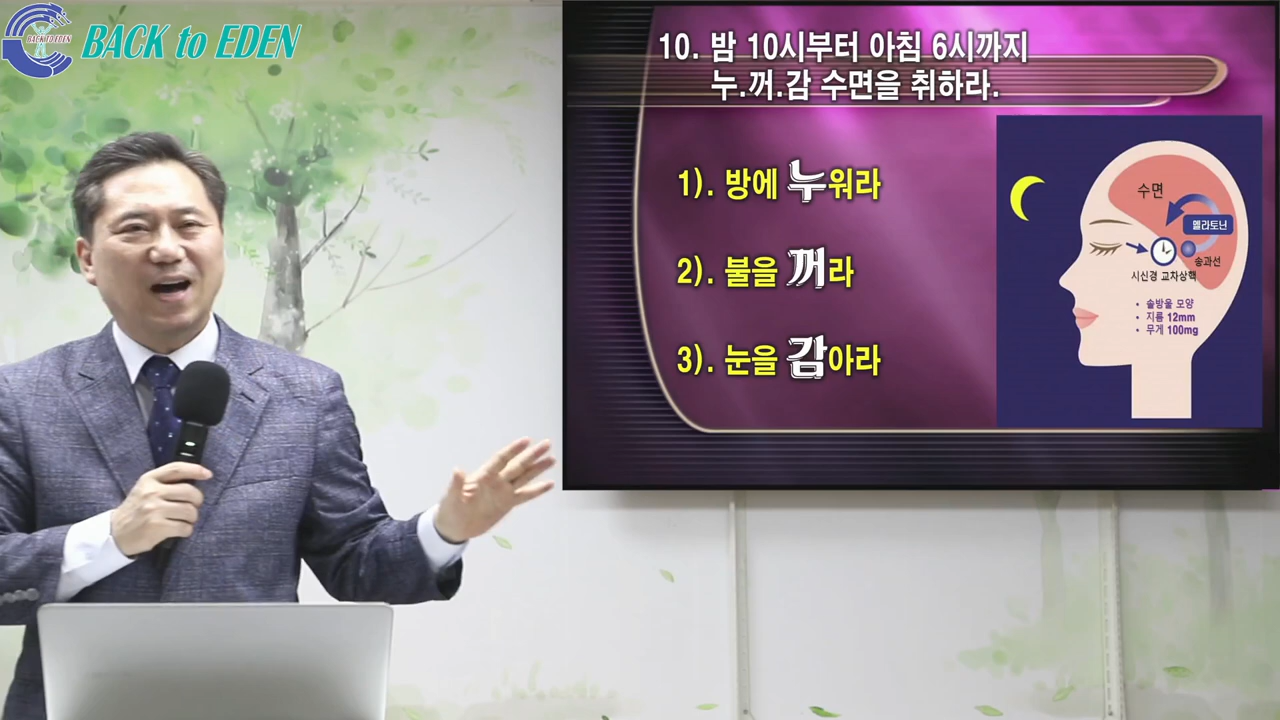 BACK TO EDEN
BACK to EDEN
10. 밤 10시부터 아침 6시까지
누.꺼.감 수면을 취하라.
1). 방에 누워라
2). 불을 꺼라
3). 눈을 감아라
수면
멜라토닌
송과선
시신경 교차상핵
• 솔방울 모양
• 지름 12mm
• 무게 100mg